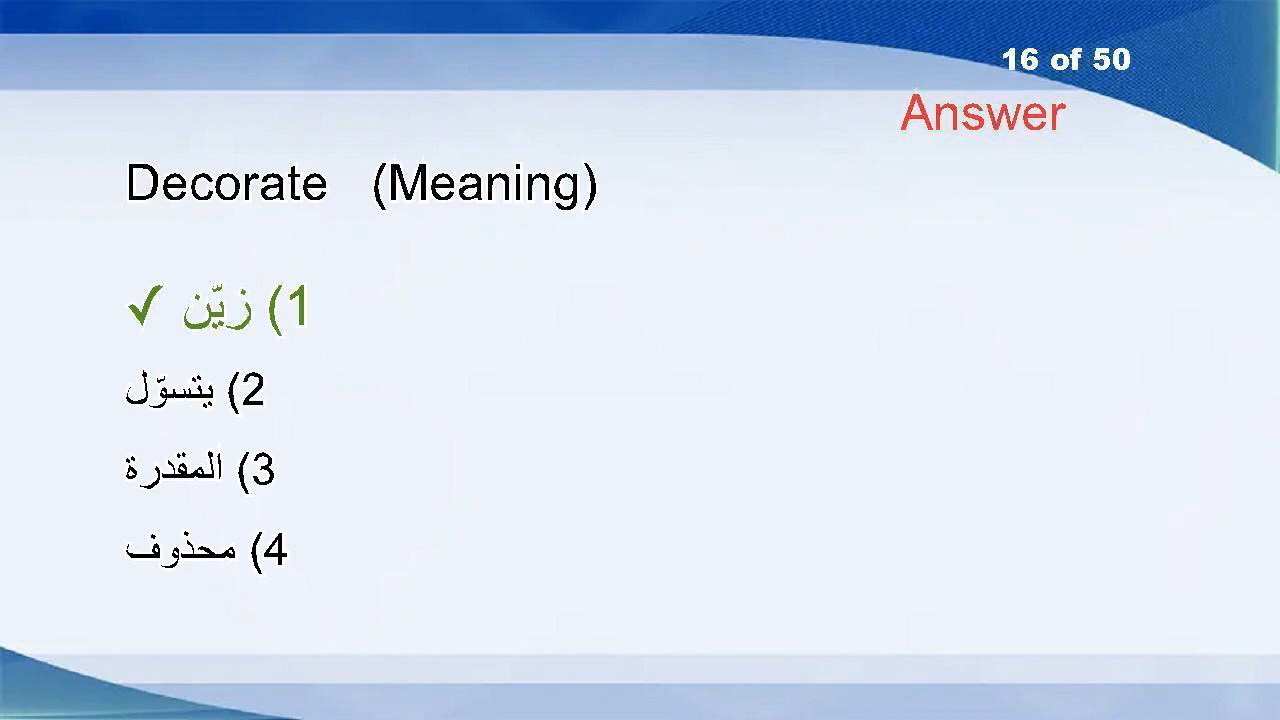 16 of 50
Answer
Decorate (Meaning)
1) زيّن ✓
2) يتسوّل
3) المقدرة
4) محذوف